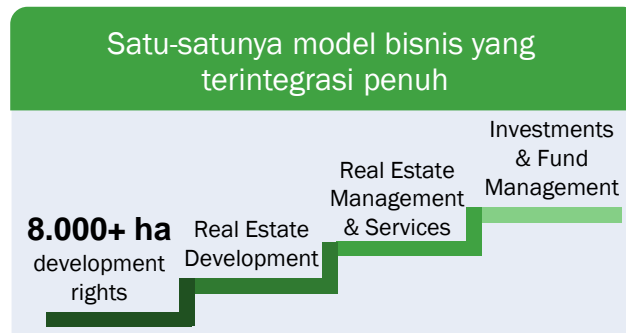 Satu-satunya model bisnis yang
terintegrasi penuh
8.000+ ha
development
rights
Real Estate
Development
Real Estate
Management
& Services
Investments
& Fund
Management